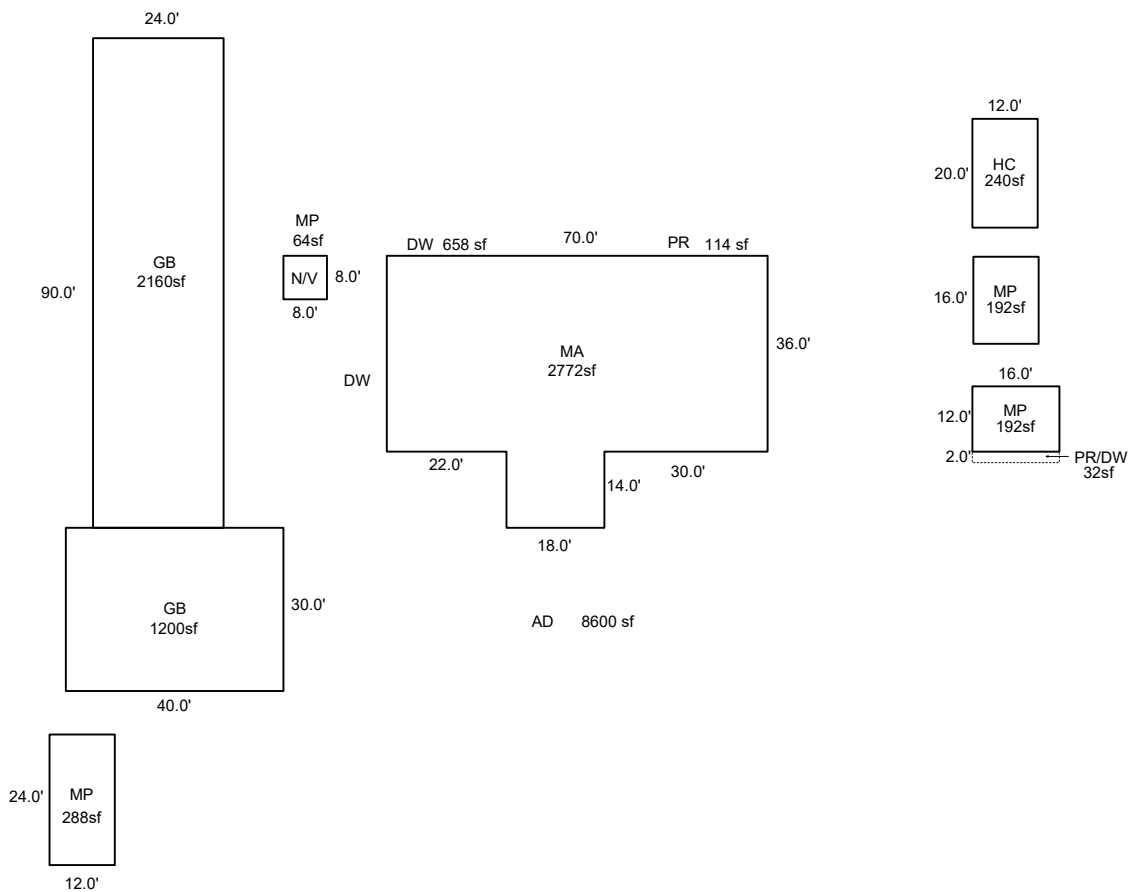 24.0'
GB
2160sf
90.0'
MP
64sf
N/V
8.0'
8.0'
DW 658 sf
70.0'
PR 114 sf
MA
2772sf
36.0'
DW
22.0'
14.0'
30.0'
18.0'
12.0'
20.0'
HC
240sf
16.0'
MP
192sf
16.0'
12.0'
MP
192sf
2.0'
PR/DW
32sf
GB
1200sf
30.0'
40.0'
AD 8600 sf
24.0'
MP
288sf
12.0'